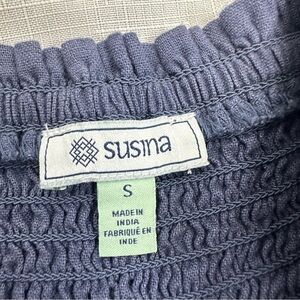 susina
S
MADE IN
INDIA
FABRIQUÉ EN
INDE